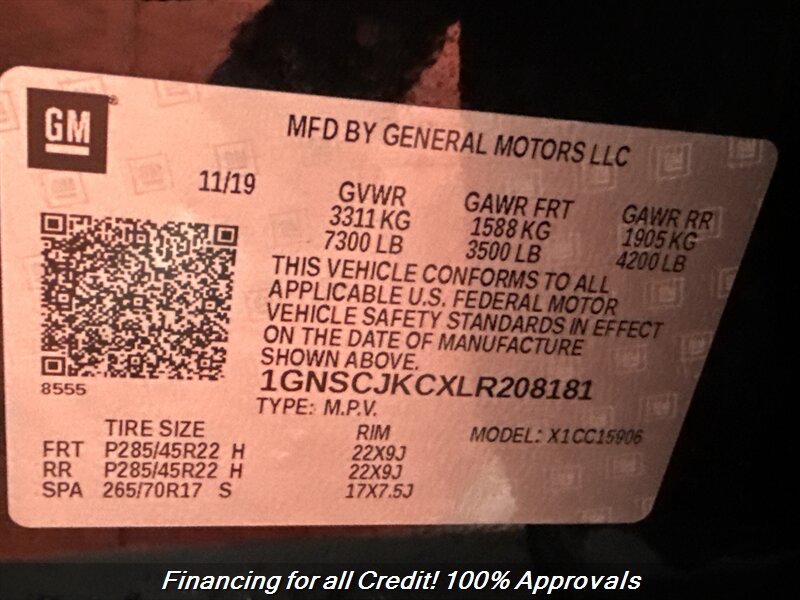 GM
MFD BY GENERAL MOTORS LLC
11/19 GVWR GAWR FRT GAWR RR
3311 KG 1588 KG 1905 KG
7300 LB 3500 LB 4200 LB
THIS VEHICLE CONFORMS TO ALL
APPLICABLE U.S. FEDERAL MOTOR
VEHICLE SAFETY STANDARDS IN EFFECT
ON THE DATE OF MANUFACTURE
SHOWN ABOVE.
8555
1GNSCJKCXLR208181
TYPE: M.P.V.
TIRE SIZE RIM MODEL: X1CC15906
FRT P285/45R22 H 22X9J
RR P285/45R22 H 22X9J
SPA 265/70R17 S 17X7.5J
Financing for all Credit! 100% Approvals